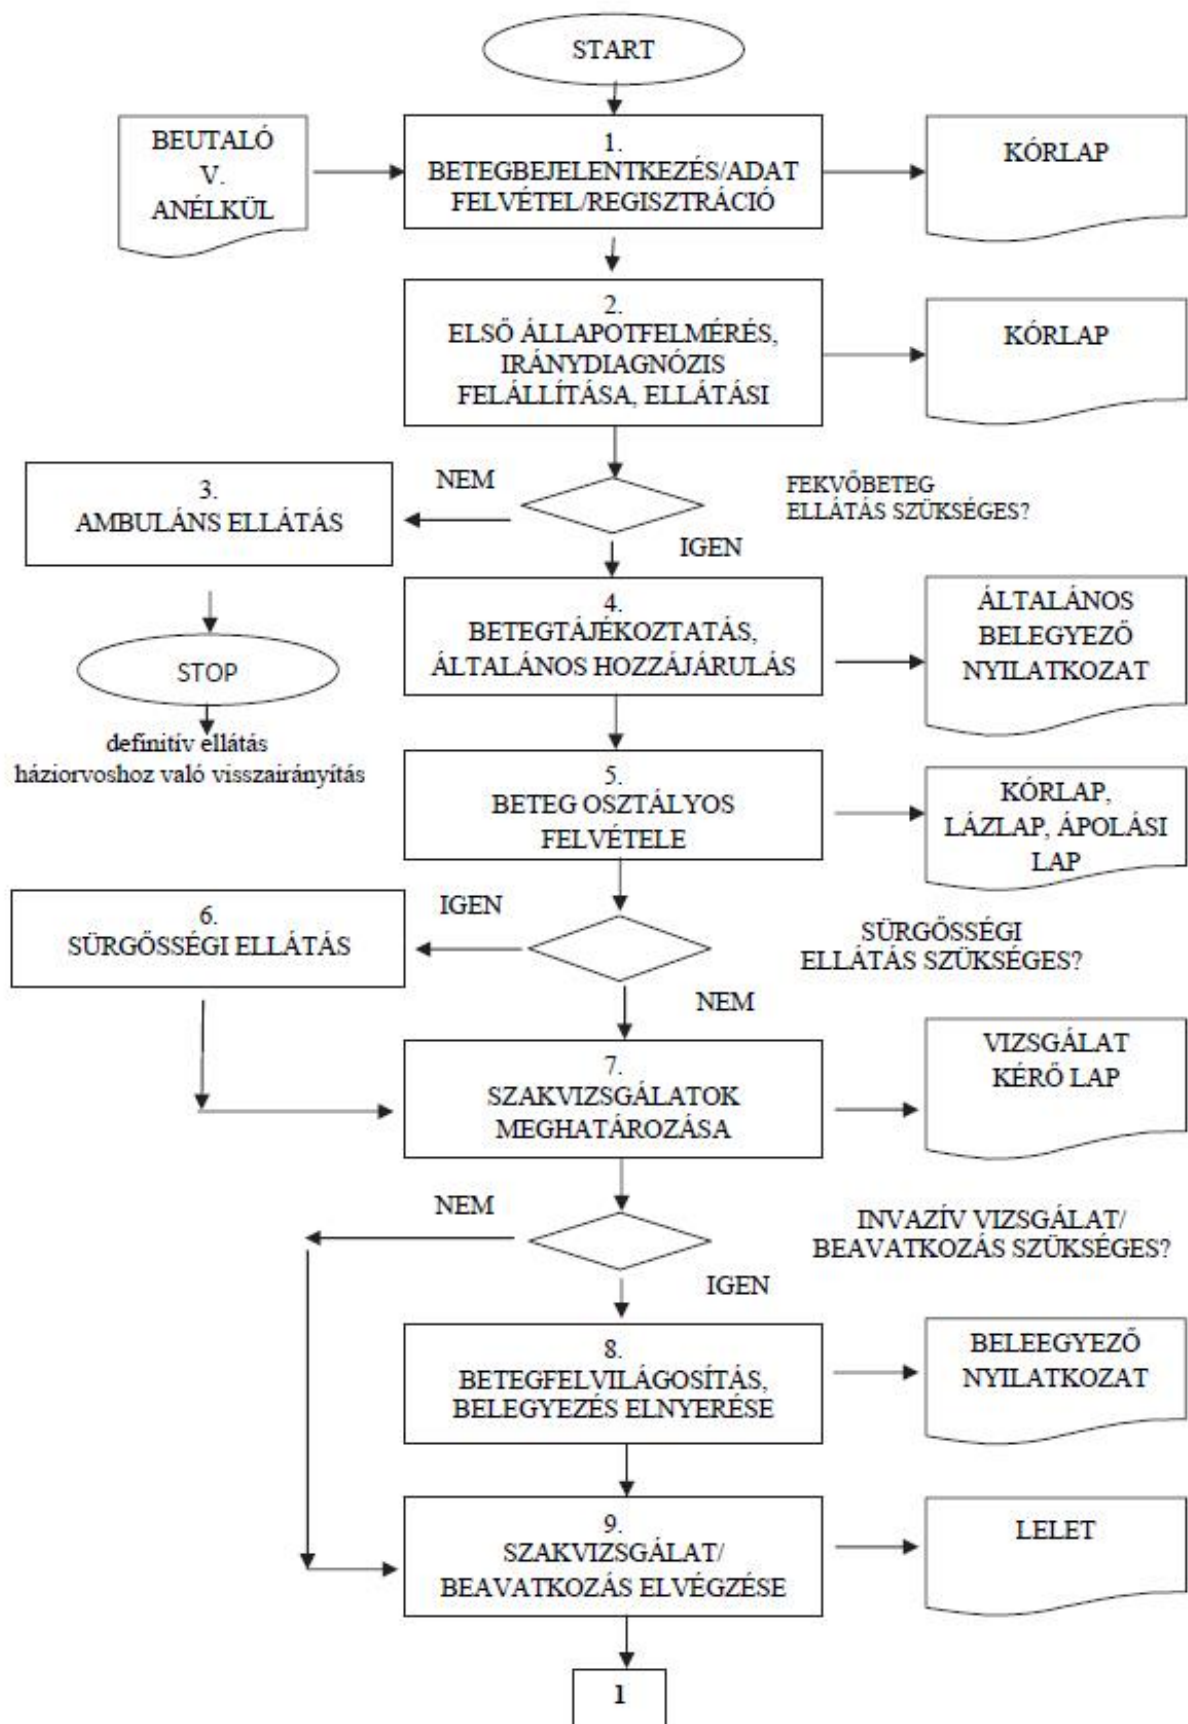 START
BEUTALÓ
V.
ANÉLKÜL
1.
BETEGBEJELENTKEZÉS/ADAT
FELVÉTEL/REGISZTRÁCIÓ
KÓRLAP
2.
ELSŐ ÁLLAPOTFELMÉRÉS,
IRÁNYDIAGNÓZIS
FELÁLLÍTÁSA, ELLÁTÁSI
KÓRLAP
NEM
FEKVŐBETEG
ELLÁTÁS SZÜKSÉGES?
3.
AMBULÁNS ELLÁTÁS
IGEN
4.
BETEGTÁJÉKOZTATÁS,
ÁLTALÁNOS HOZZÁJÁRULÁS
ÁLTALÁNOS
BELEGYEZŐ
NYILATKOZAT
STOP
definitív ellátás
háziorvoshoz való visszairányítás
5.
BETEG OSZTÁLYOS
FELVÉTELE
KÓRLAP,
LÁZLAP, ÁPOLÁSI
LAP
IGEN
6.
SÜRGŐSSÉGI ELLÁTÁS
SÜRGŐSSÉGI
ELLÁTÁS SZÜKSÉGES?
NEM
7.
SZAKVIZSGÁLATOK
MEGHATÁROZÁSA
VIZSGÁLAT
KÉRŐ LAP
NEM
INVAZÍV VIZSGÁLAT/
BEAVATKOZÁS SZÜKSÉGES?
IGEN
8.
BETEGFELVILÁGOSÍTÁS,
BELEGYEZÉS ELNYERÉSE
BELEEGYEZŐ
NYILATKOZAT
9.
SZAKVIZSGÁLAT/
BEAVATKOZÁS ELVÉGZÉSE
LELET
1